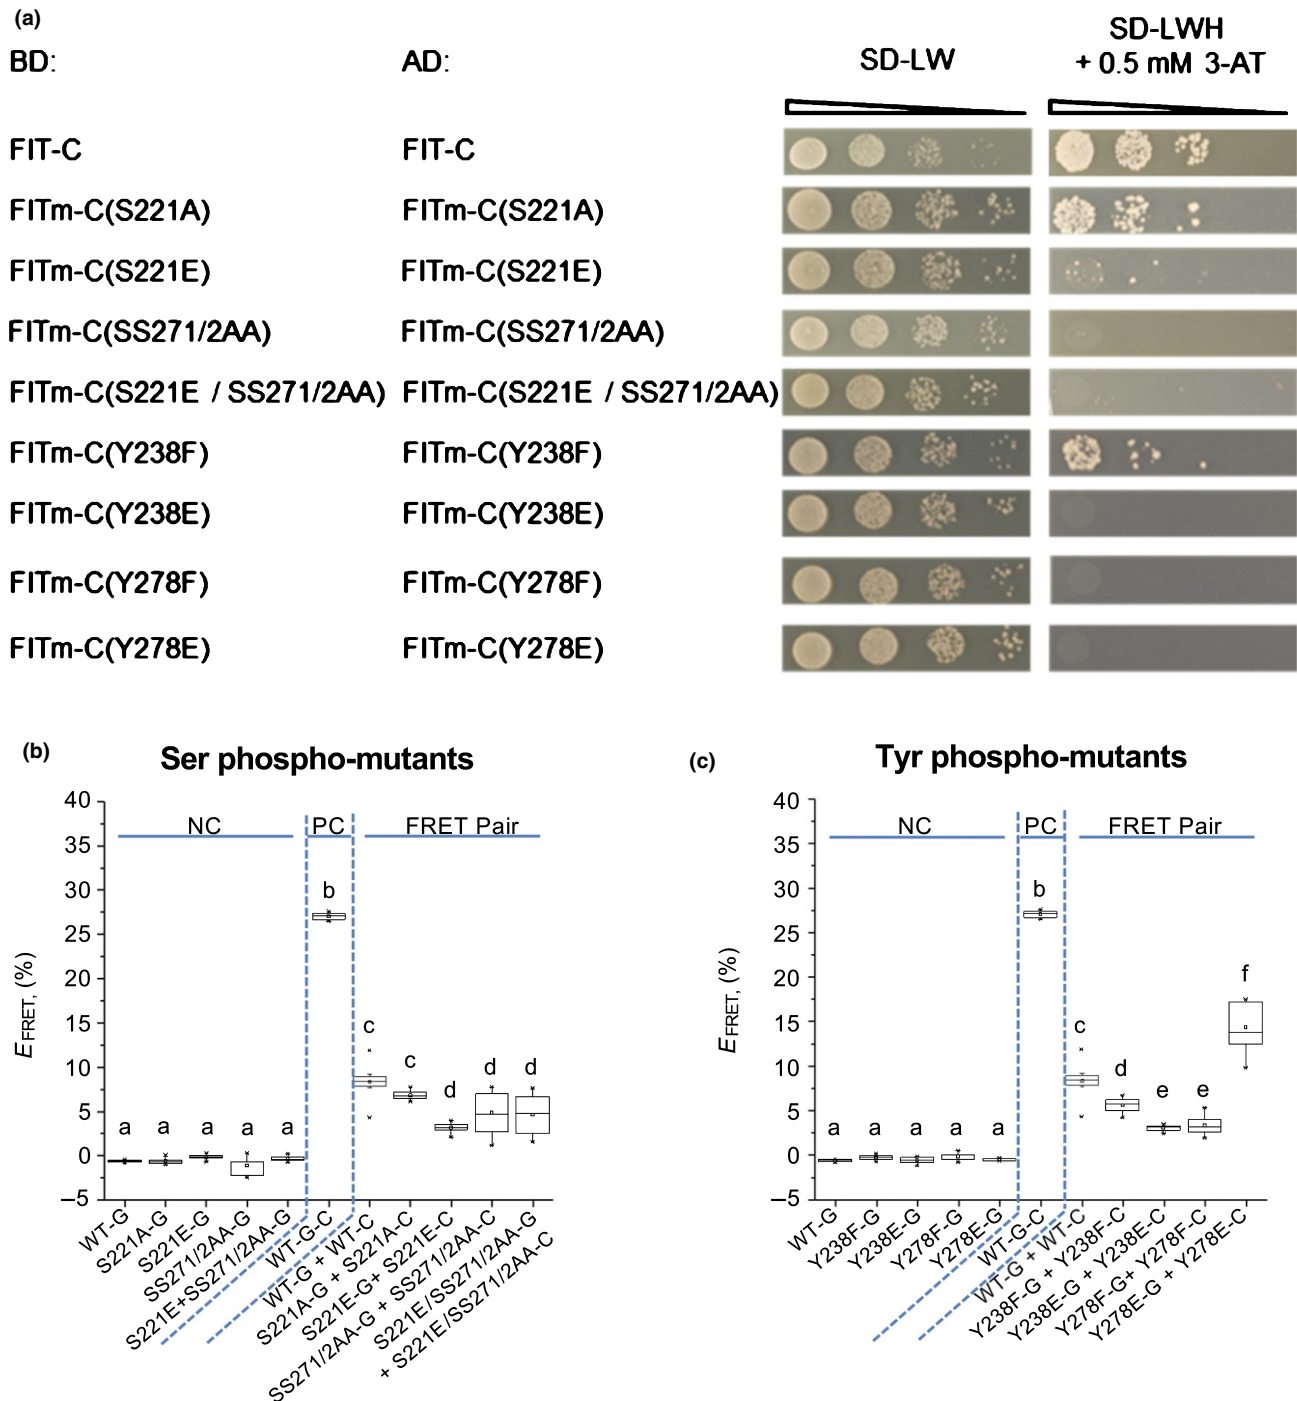 (a)
BD: AD: SD-LW SD-LWH
+ 0.5 mM 3-AT
FIT-C FIT-C
FITm-C(S221A) FITm-C(S221A)
FITm-C(S221E) FITm-C(S221E)
FITm-C(SS271/2AA) FITm-C(SS271/2AA)
FITm-C(S221E / SS271/2AA) FITm-C(S221E / SS271/2AA)
FITm-C(Y238F) FITm-C(Y238F)
FITm-C(Y238E) FITm-C(Y238E)
FITm-C(Y278F) FITm-C(Y278F)
FITm-C(Y278E) FITm-C(Y278E)
(b)
Ser phospho-mutants
NC PC FRET Pair
EFRET, (%)
40
35
30
25
20
15
10
5
0
–5
a a a a a b c c d d d
WT-G
S221A-G
S221E-G
SS271/2AA-G
S221E+SS271/2AA-G
WT-G-C
WT-G + WT-C
S221A-G + S221A-C
S221E-G+ S221E-C
SS271/2AA-G + SS271/2AA-C
S221E/SS271/2AA-G
+ S221E/SS271/2AA-C
(c)
Tyr phospho-mutants
NC PC FRET Pair
EFRET, (%)
40
35
30
25
20
15
10
5
0
–5
a a a a a b c d e e f
WT-G
Y238F-G
Y238E-G
Y278F-G
Y278E-G
WT-G-C
WT-G + WT-C
Y238F-G + Y238F-C
Y238E-G + Y238E-C
Y278F-G+ Y278F-C
Y278E-G + Y278E-C